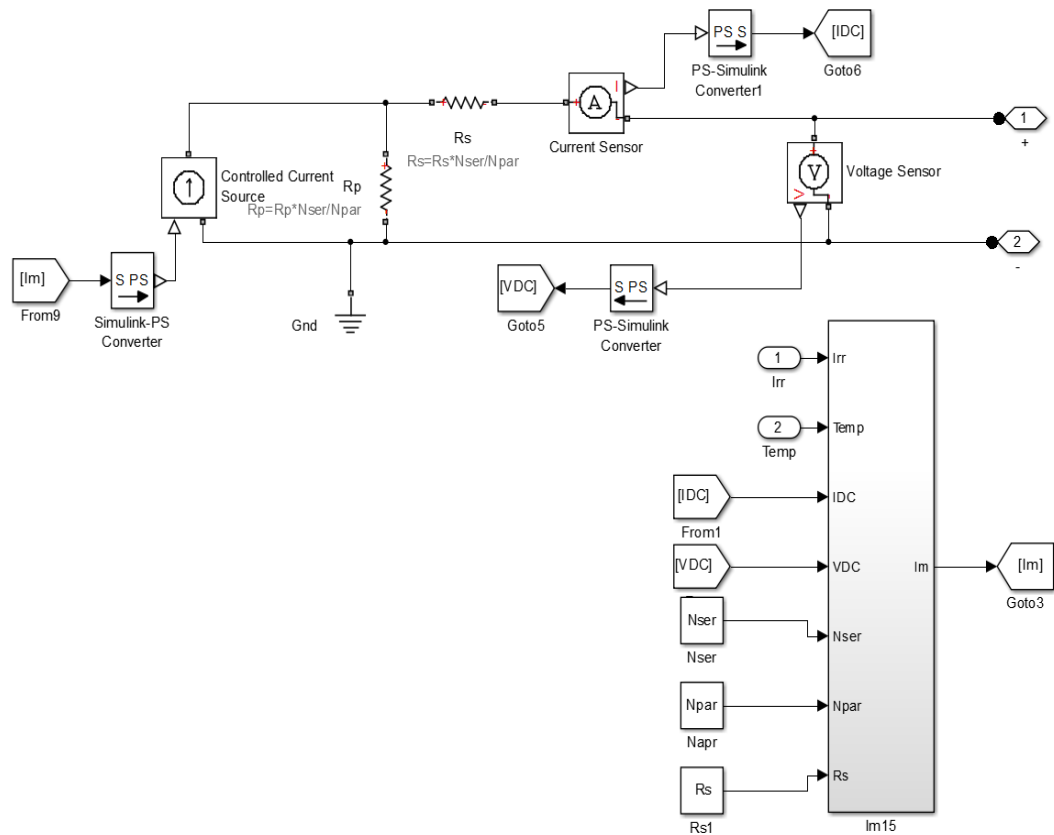 PS S
PS-Simulink
Converter1
[IDC]
Goto6
+
-
Rs
Rs=Rs*Nser/Npar
+
A
I
Current Sensor
1
+
Controlled Current
Source
Rp
Rp=Rp*Nser/Npar
+
-
+
V
V
Voltage Sensor
2
-
[Im]
From9
S PS
Simulink-PS
Converter
Gnd
[VDC]
Goto5
S PS
PS-Simulink
Converter
1
Irr
Irr
2
Temp
Temp
[IDC]
From1
IDC
[VDC]
VDC
Im
[Im]
Goto3
Nser
Nser
Nser
Npar
Napr
Npar
Rs
Rs1
Rs
Im15